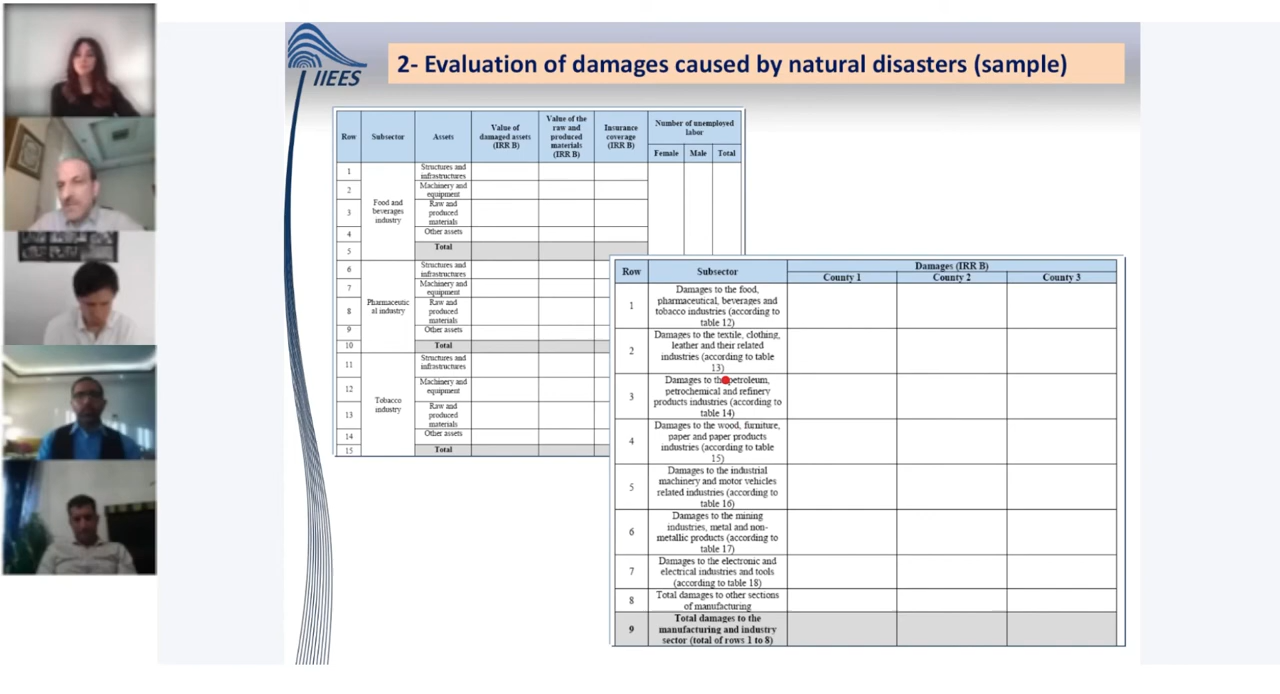 IIEES
2- Evaluation of damages caused by natural disasters (sample)
Row
Subsector
Assets
Value of
damaged assets
(IRR B)
Value of the
raw and
produced
materials
(IRR B)
Insurance
coverage
(IRR B)
Number of unemployed
labor
Female
Male
Total
1
Food and
beverages
industry
Structures and
infrastructures
2
Machinery and
equipment
3
Raw and
produced
materials
4
Other assets
5
Total
6
Pharmaceutic
al industry
Structures and
infrastructures
7
Machinery and
equipment
8
Raw and
produced
materials
9
Other assets
10
Total
11
Tobacco
industry
Structures and
infrastructures
12
Machinery and
equipment
13
Raw and
produced
materials
14
Other assets
15
Total
Row
Subsector
Damages (IRR B)
County 1
County 2
County 3
1
Damages to the food,
pharmaceutical, beverages and
tobacco industries (according to
table 12)
2
Damages to the textile, clothing,
leather and their related
industries (according to table
13)
3
Damages to the petroleum,
petrochemical and refinery
products industries (according to
table 14)
4
Damages to the wood, furniture,
paper and paper products
industries (according to table
15)
5
Damages to the industrial
machinery and motor vehicles
related industries (according to
table 16)
6
Damages to the mining
industries, metal and non-
metallic products (according to
table 17)
7
Damages to the electronic and
electrical industries and tools
(according to table 18)
8
Total damages to other sections
of manufacturing
9
Total damages to the
manufacturing and industry
sector (total of rows 1 to 8)